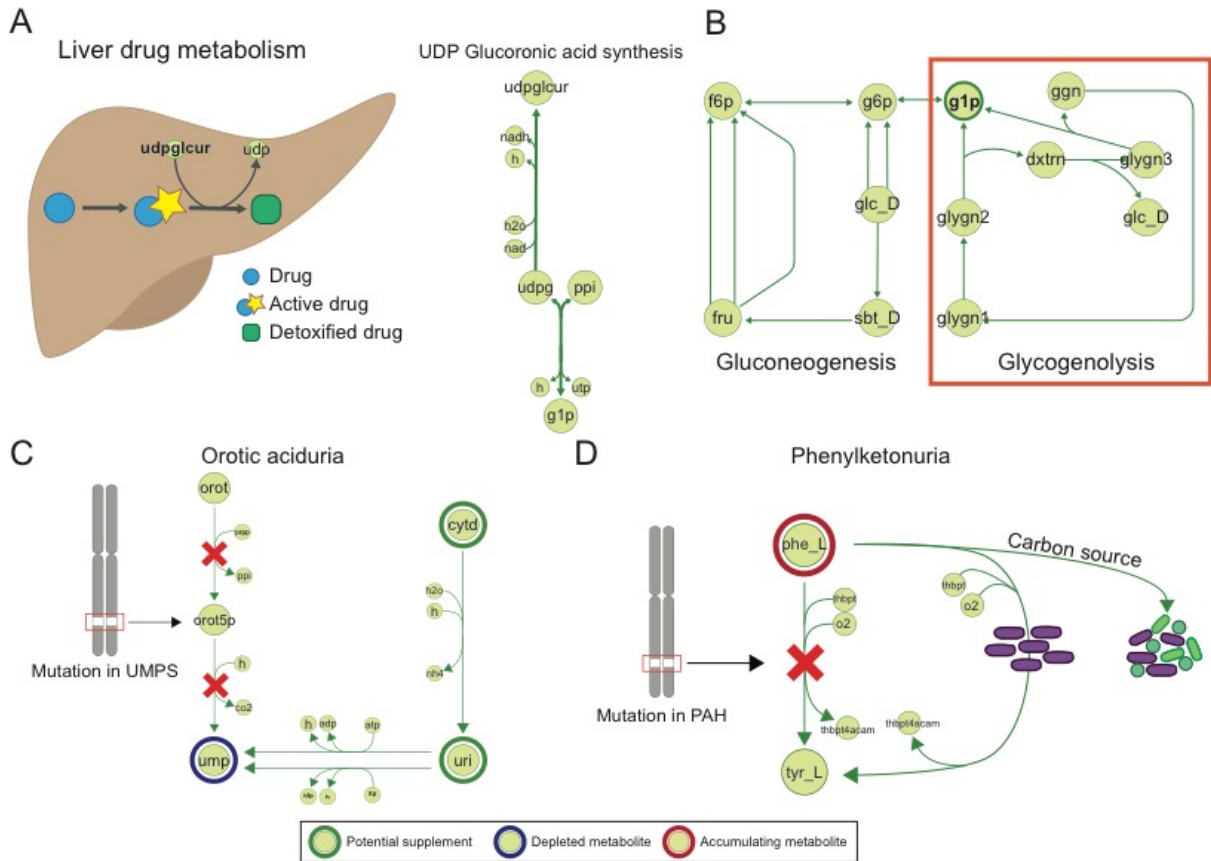 A
Liver drug metabolism
udpglcur
udp
Drug
Active drug
Detoxified drug
UDP Glucoronic acid synthesis
udpglcur
nadh
h
h2o
nad
udpg
ppi
h
utp
g1p
B
f6p
g6p
g1p
ggn
dxtrn
glygn3
glc_D
glygn2
glc_D
fru
sbt_D
glygn1
Gluconeogenesis
Glycogenolysis
C
Orotic aciduria
orot
ppi
orot5p
Mutation in UMPS
h
co2
ump
cytd
h2o
h
nh4
h
adp
atp
uri
h
D
Phenylketonuria
phe_L
Carbon source
thbpt
o2
thbpt
o2
Mutation in PAH
thbpt4acam
thbpt4acam
tyr_L
Potential supplement
Depleted metabolite
Accumulating metabolite